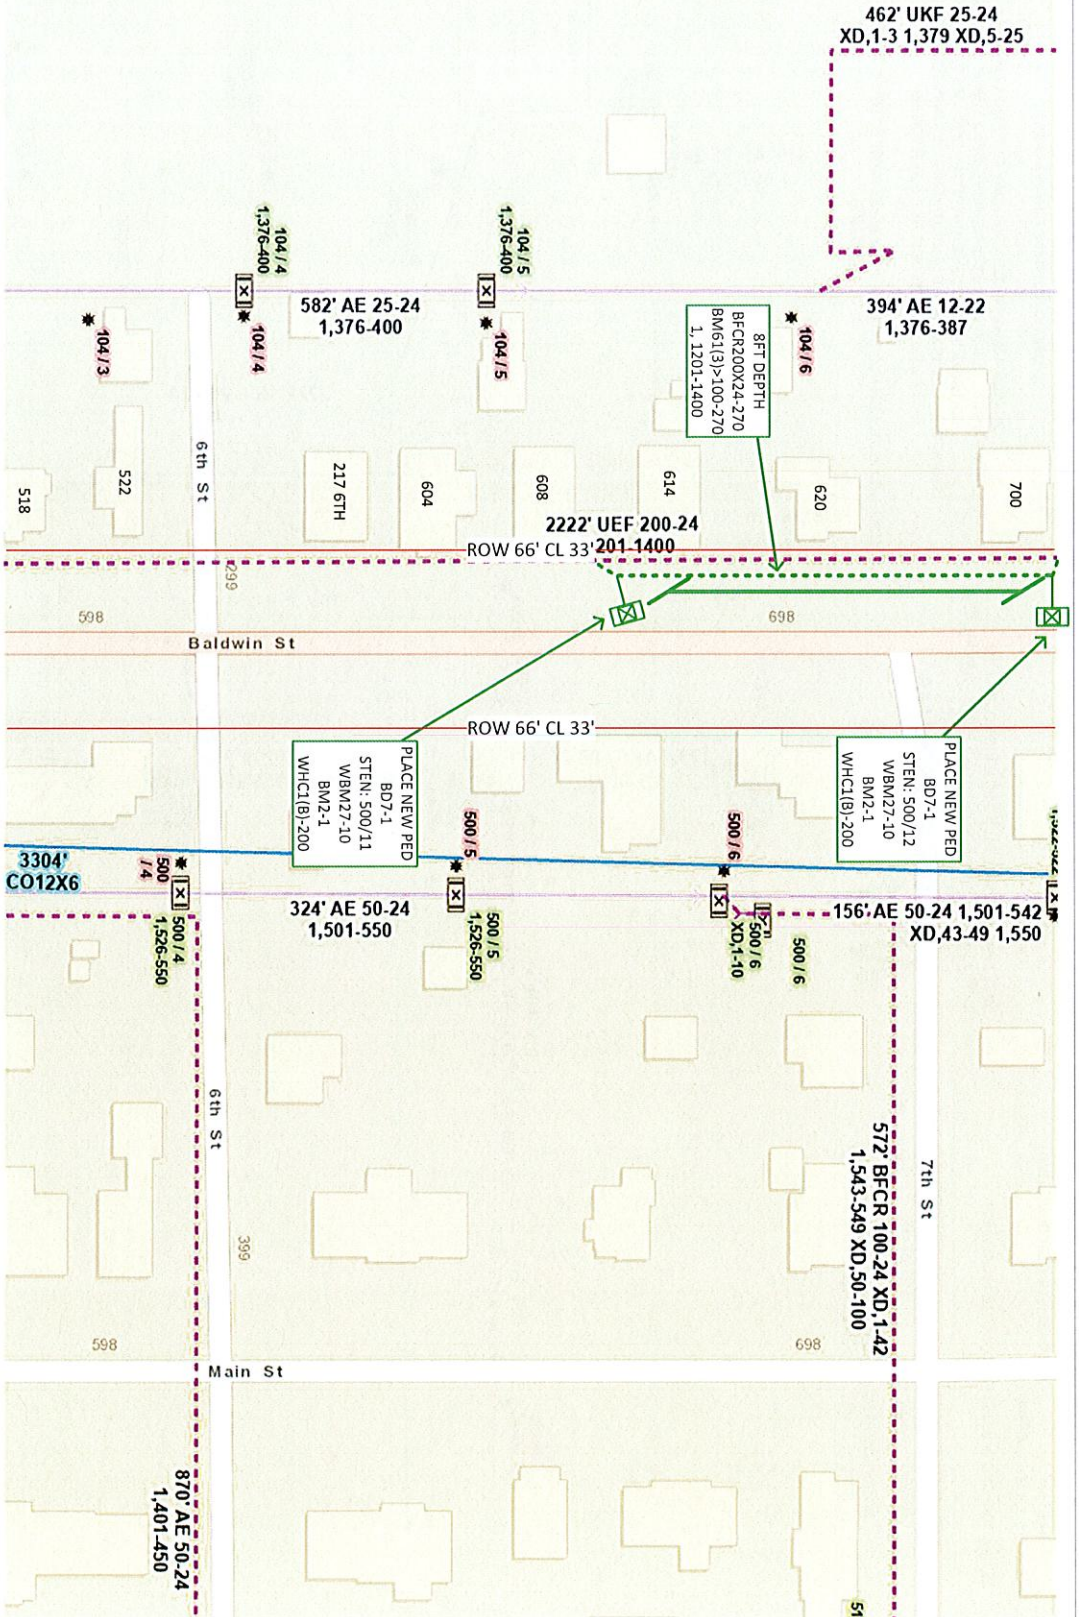 462' UKF 25-24
XD,1-3 1,379 XD,5-25
104 / 4
1,376-400
104 / 5
1,376-400
582' AE 25-24
1,376-400
394' AE 12-22
1,376-387
104 / 3
104 / 4
104 / 5
104 / 6
8FT DEPTH
BFCR200X24-270
BM61(3)>100-270
1, 1201-1400
6th St
518
522
217 6TH
604
608
614
620
700
2222' UEF 200-24
201-1400
ROW 66' CL 33'
299
598
698
Baldwin St
ROW 66' CL 33'
PLACE NEW PED
BD7-1
STEN: 500/11
WBM27-10
BM2-1
WHC1(B)-200
PLACE NEW PED
BD7-1
STEN: 500/12
WBM27-10
BM2-1
WHC1(B)-200
3304'
CO12X6
500
/ 4
500 / 4
1,526-550
324' AE 50-24
1,501-550
500 / 5
500 / 5
1,526-550
500 / 6
500 / 6
XD,1-10
500 / 6
156' AE 50-24 1,501-542
XD,43-49 1,550
6th St
399
572' BFCR 100-24 XD,1-42
1,543-549 XD,50-100
7th St
598
698
Main St
870' AE 50-24
1,401-450
51